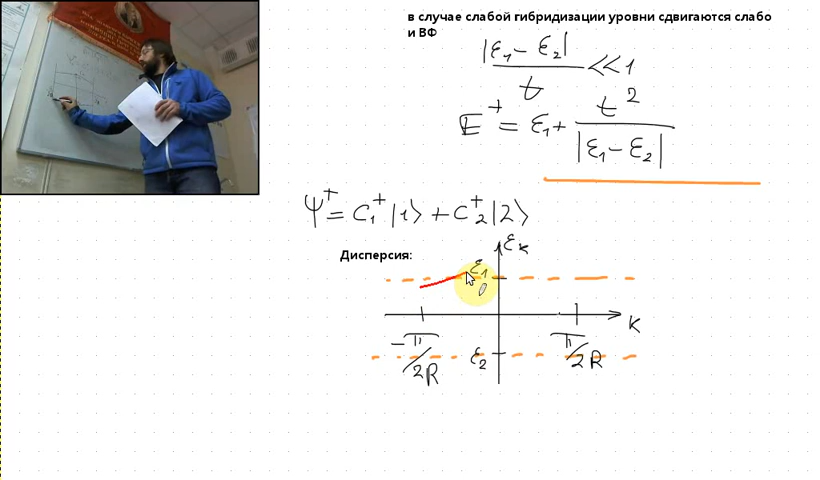 в случае слабой гибридизации уровни сдвигаются слабо
и ВФ
|ε₁ − ε₂| / t << 1
E⁺ = ε₁ + t² / |ε₁ − ε₂|
Ψ⁺ = C₁⁺|1⟩ + C₂⁺|2⟩
Дисперсия:
εₖ
ε₁
K
−π/2R
π/2R
ε₂